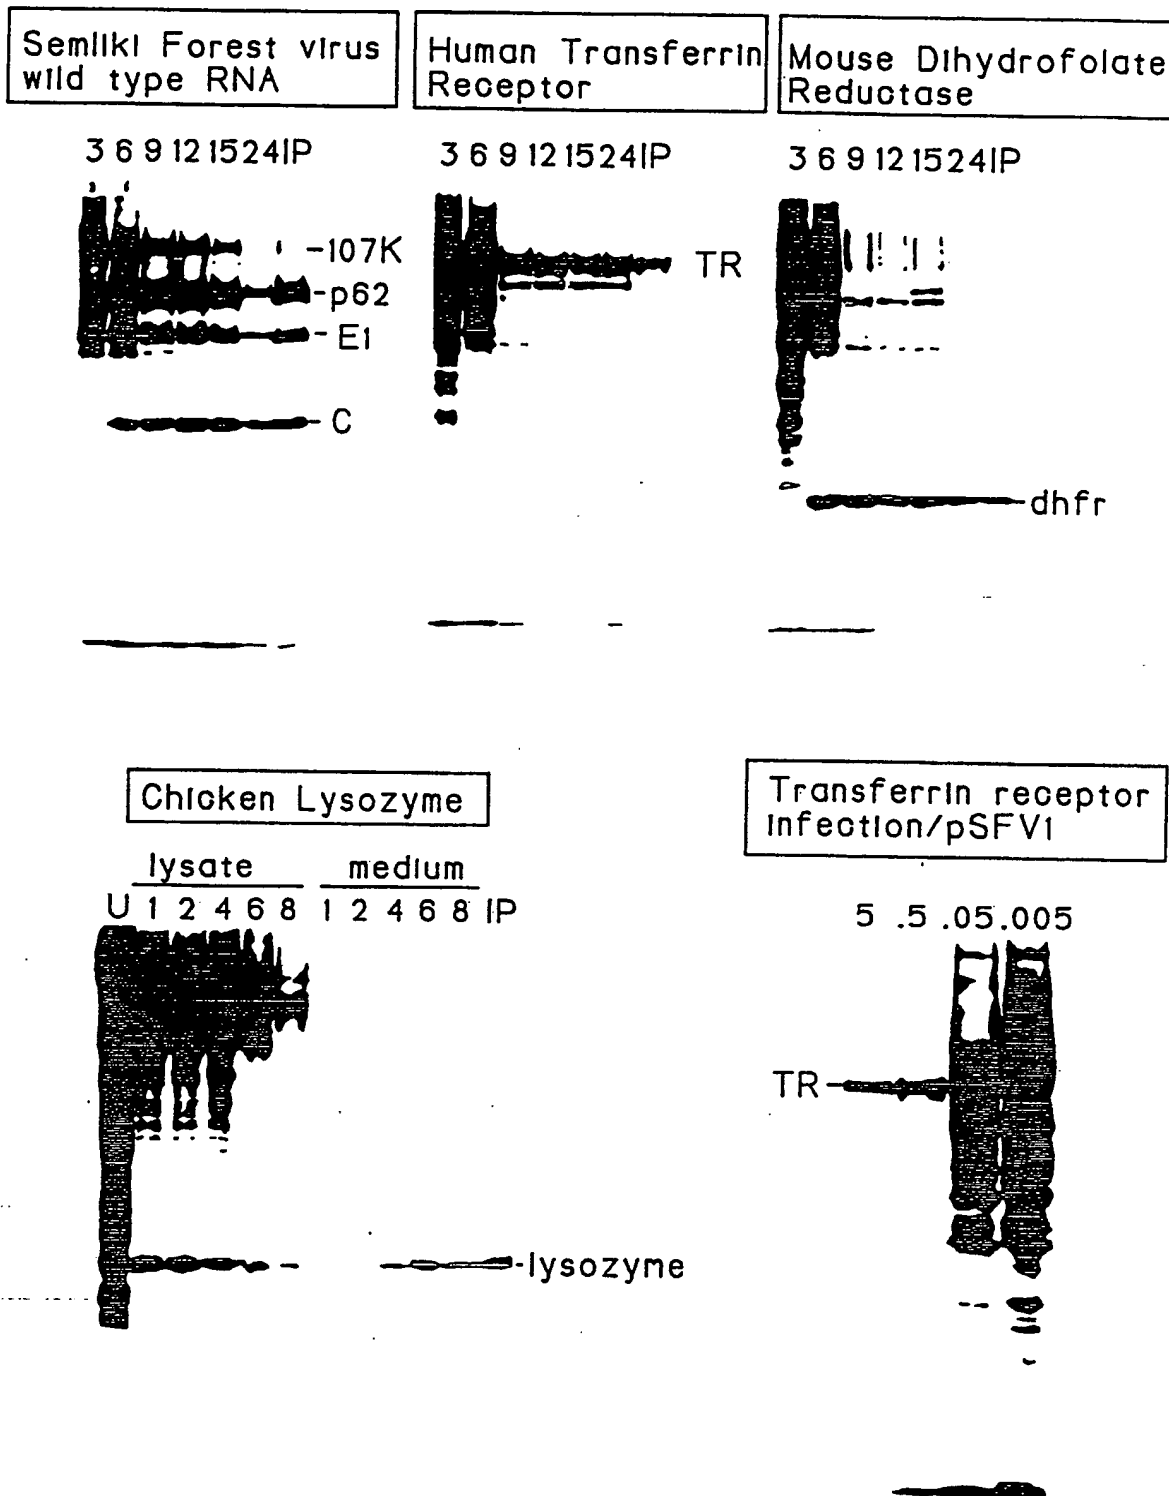 Semliki Forest virus
wild type RNA
Human Transferrin
Receptor
Mouse Dihydrofolate
Reductase
3 6 9 12 15 24 IP
3 6 9 12 15 24 IP
3 6 9 12 15 24 IP
-107K
-p62
-E1
-C
TR
-dhfr
Chicken Lysozyme
lysate medium
U 1 2 4 6 8 1 2 4 6 8 IP
-lysozyme
Transferrin receptor
infection/pSFV1
5 .5 .05 .005
TR-